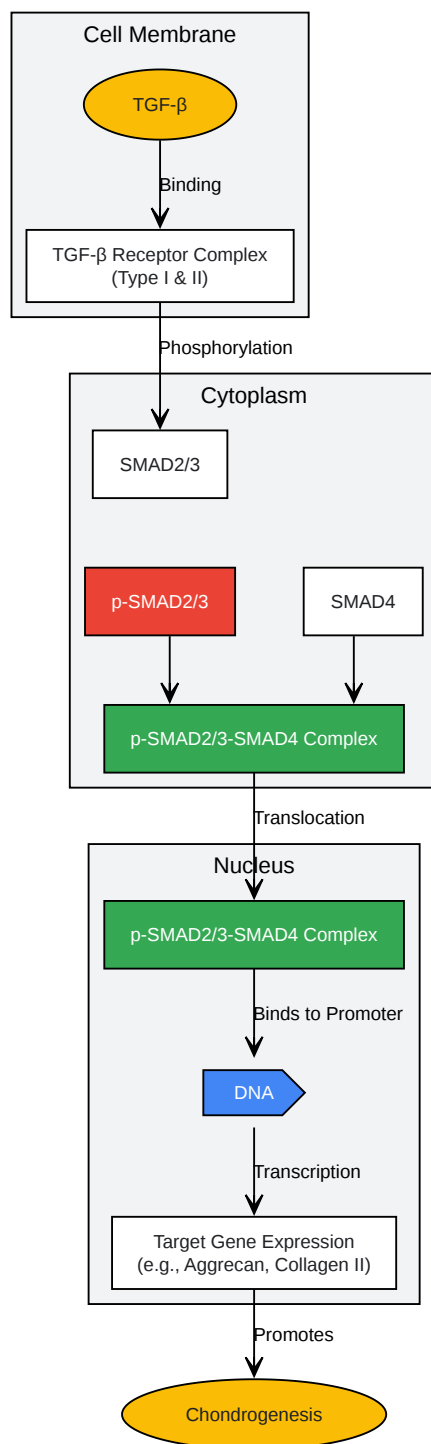 Cell Membrane
TGF-β
Binding
TGF-β Receptor Complex
(Type I & II)
Phosphorylation
Cytoplasm
SMAD2/3
p-SMAD2/3
SMAD4
p-SMAD2/3-SMAD4 Complex
Translocation
Nucleus
p-SMAD2/3-SMAD4 Complex
Binds to Promoter
DNA
Transcription
Target Gene Expression
(e.g., Aggrecan, Collagen II)
Promotes
Chondrogenesis